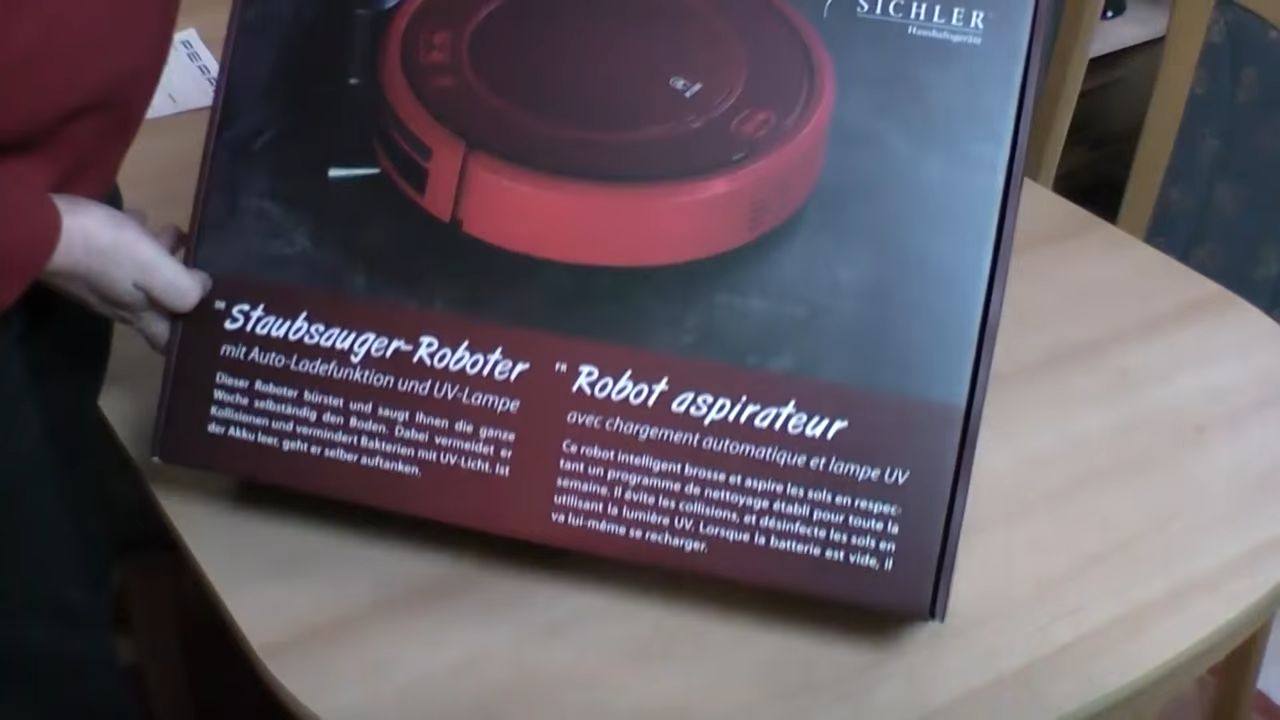 SICHLER
Haushaltsgeräte
PEAR
Staubsauger-Roboter
mit Auto-Ladefunktion und UV-Lampe
Dieser Roboter bürstet und saugt Ihnen die ganze
Woche selbständig den Boden. Dabei vermeidet er
Kollisionen und vermindert Bakterien mit UV-Licht. Ist
der Akku leer, geht er selber auftanken.
Robot aspirateur
avec chargement automatique et lampe UV
Ce robot intelligent brosse et aspire les sols en respec-
tant un programme de nettoyage établi pour toute la
semaine. Il évite les collisions, et désinfecte les sols en
utilisant la lumière UV. Lorsque la batterie est vide, il
va lui-même se recharger.